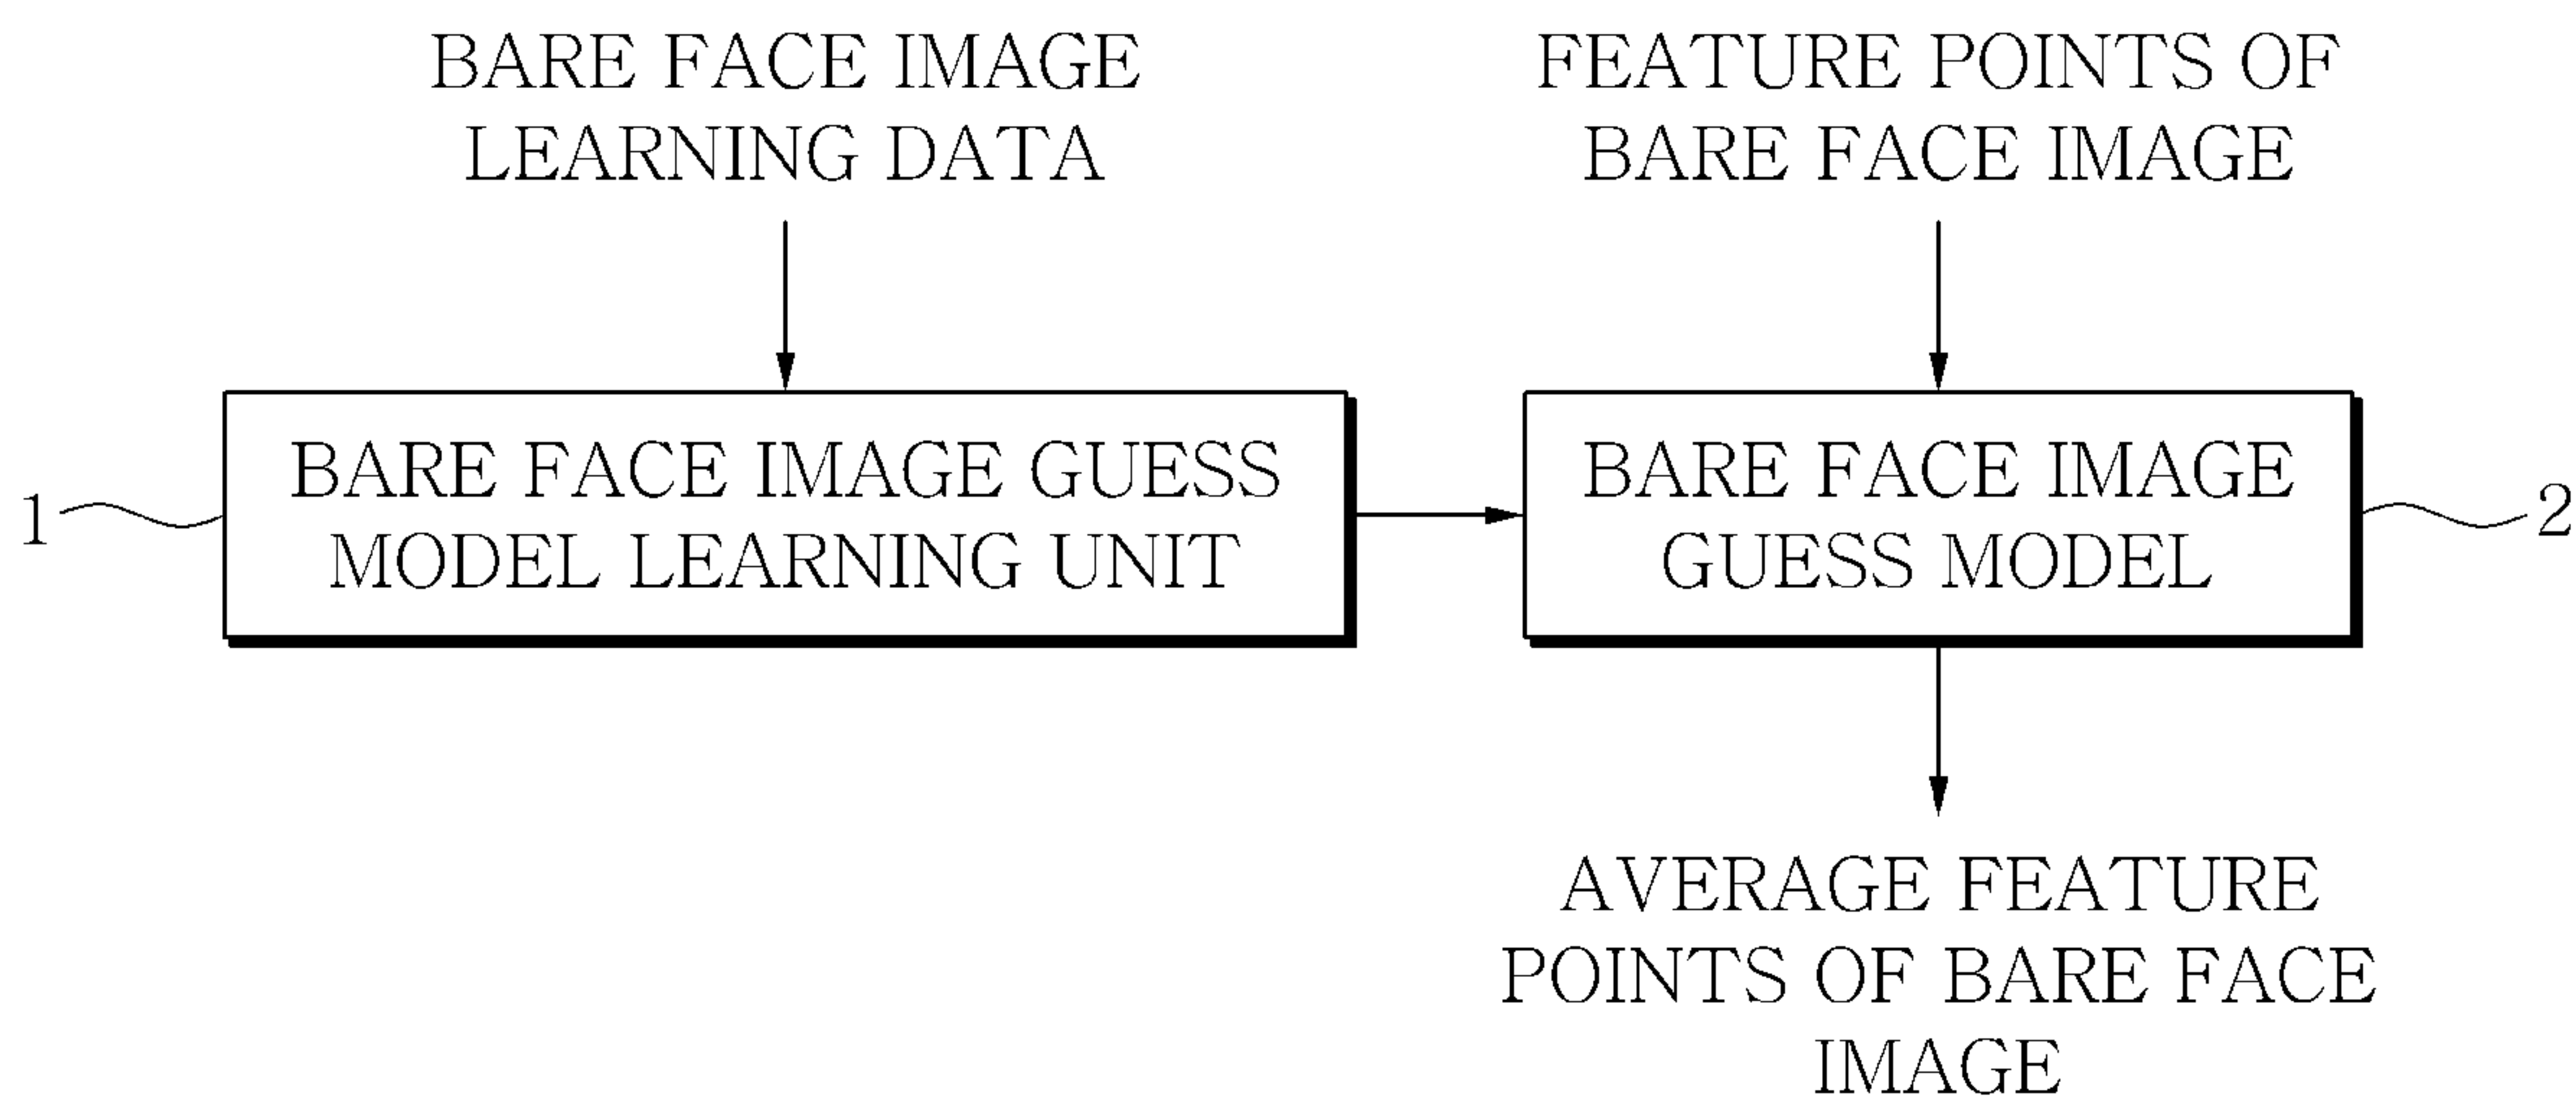 BARE FACE IMAGE
LEARNING DATA
FEATURE POINTS OF
BARE FACE IMAGE
1
BARE FACE IMAGE GUESS
MODEL LEARNING UNIT
BARE FACE IMAGE
GUESS MODEL
2
AVERAGE FEATURE
POINTS OF BARE FACE
IMAGE